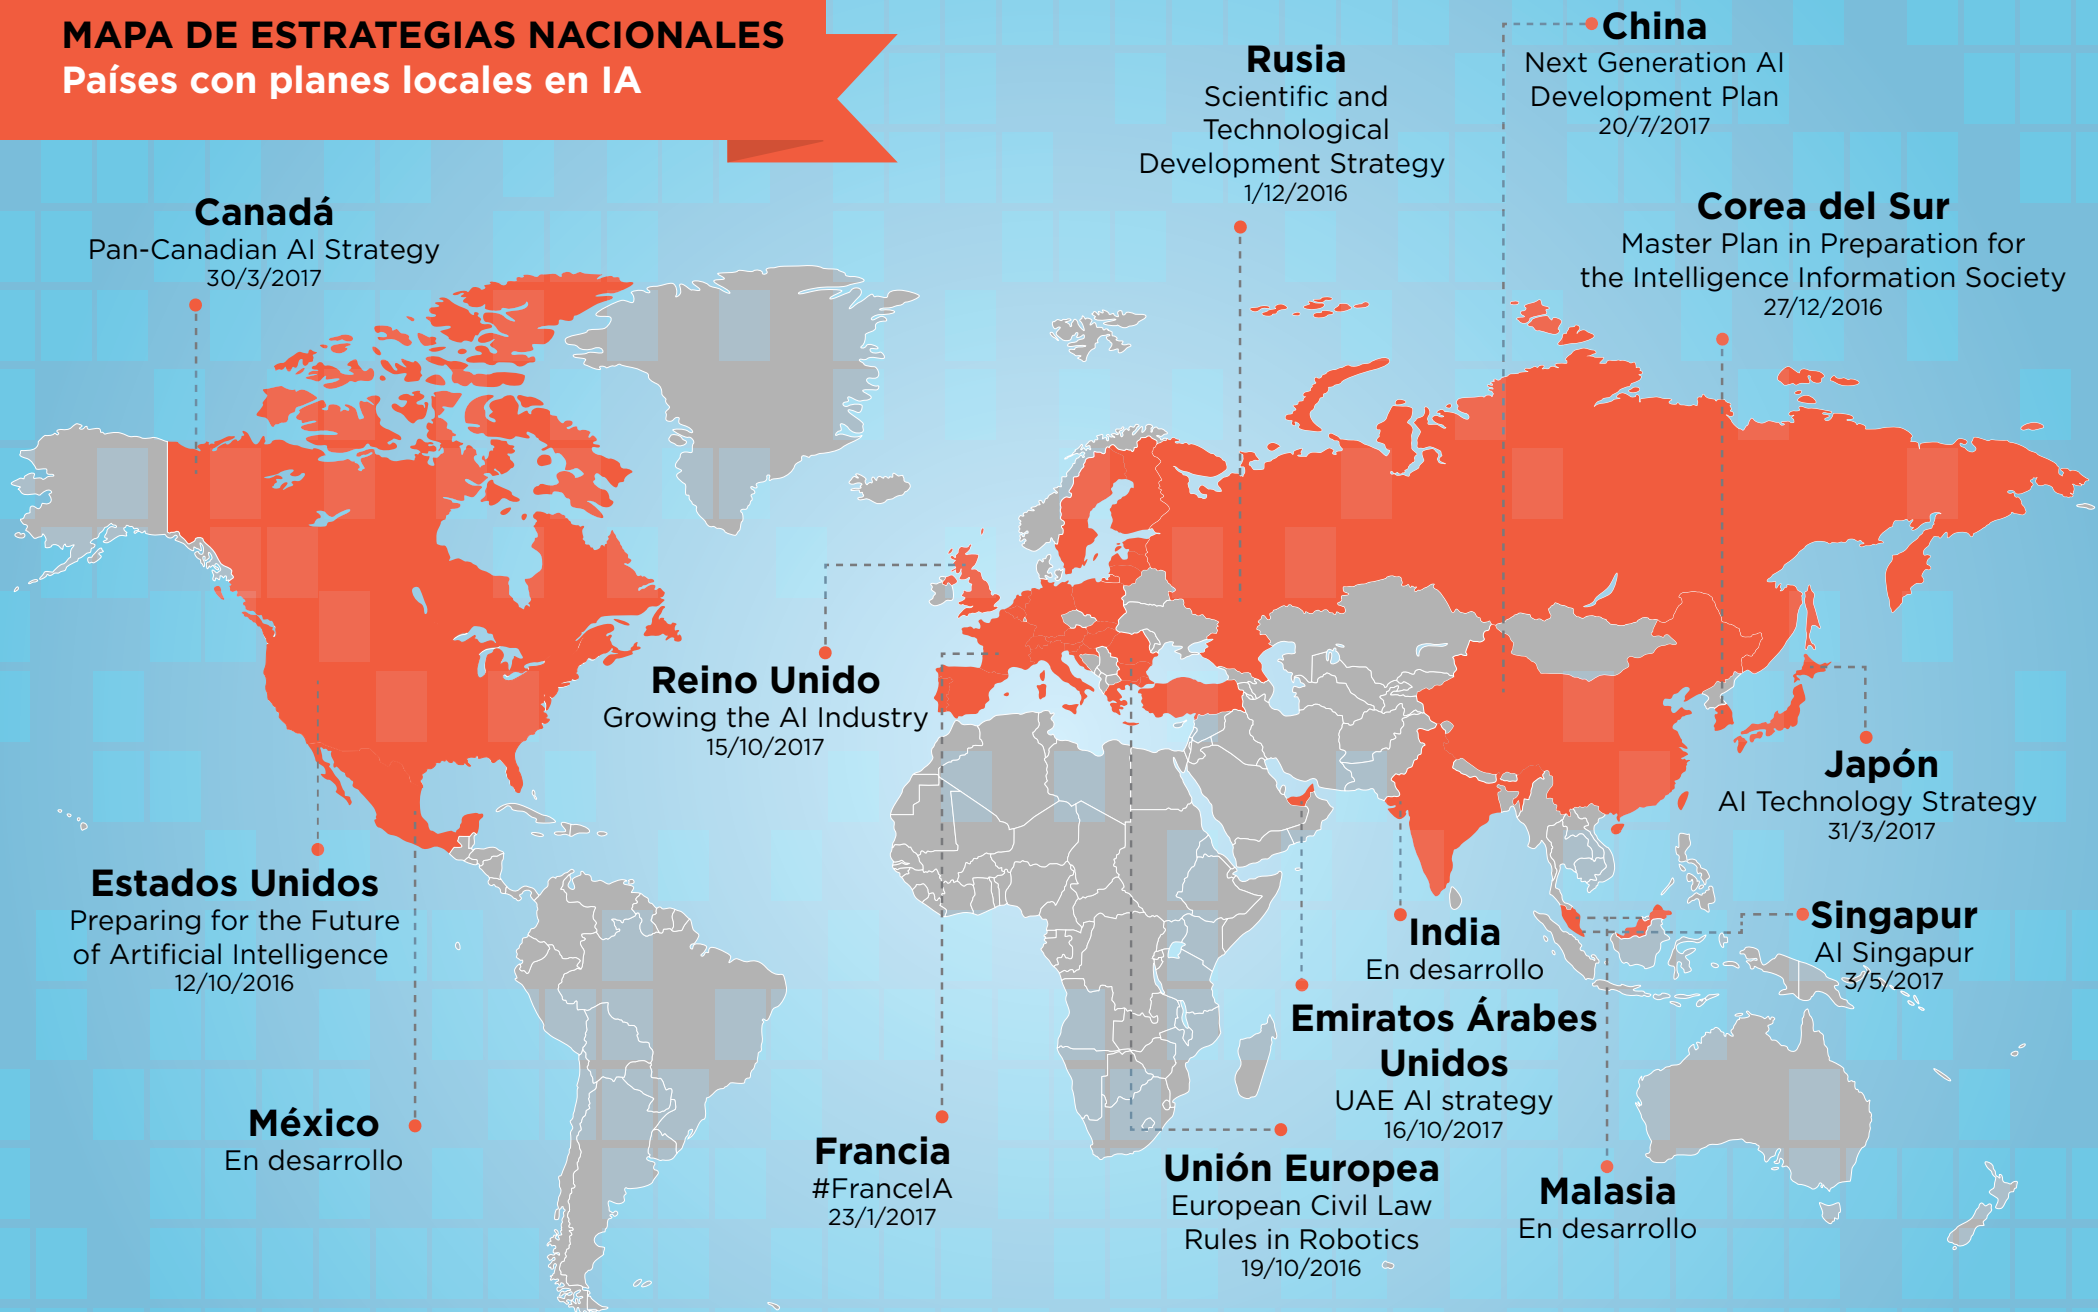 MAPA DE ESTRATEGIAS NACIONALES
Países con planes locales en IA
Canadá
Pan-Canadian AI Strategy
30/3/2017
Rusia
Scientific and
Technological
Development Strategy
1/12/2016
China
Next Generation AI
Development Plan
20/7/2017
Corea del Sur
Master Plan in Preparation for
the Intelligence Information Society
27/12/2016
Reino Unido
Growing the AI Industry
15/10/2017
Japón
AI Technology Strategy
31/3/2017
Estados Unidos
Preparing for the Future
of Artificial Intelligence
12/10/2016
India
En desarrollo
Singapur
AI Singapur
3/5/2017
Emiratos Árabes
Unidos
UAE AI strategy
16/10/2017
México
En desarrollo
Francia
#FranceIA
23/1/2017
Unión Europea
European Civil Law
Rules in Robotics
19/10/2016
Malasia
En desarrollo